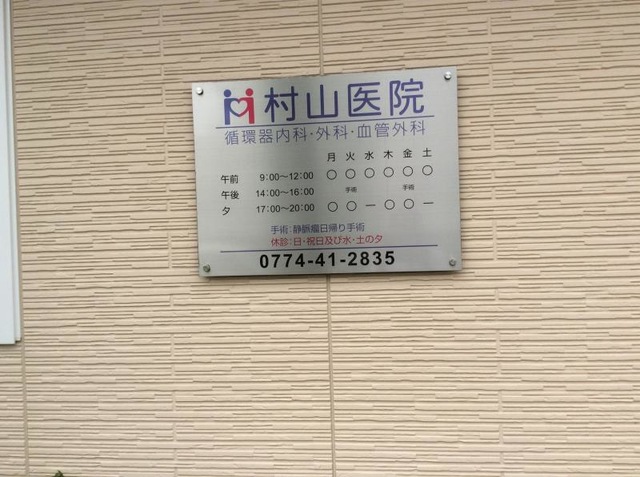 村山医院
循環器内科・外科・血管外科
月 火 水 木 金 土
午前 9:00〜12:00 ○ ○ ○ ○ ○ ○
午後 14:00〜16:00 手術 手術
夕 17:00〜20:00 ○ ○ ー ○ ○ ー
手術：静脈瘤日帰り手術
休診：日・祝日及び水・土の夕
0774-41-2835